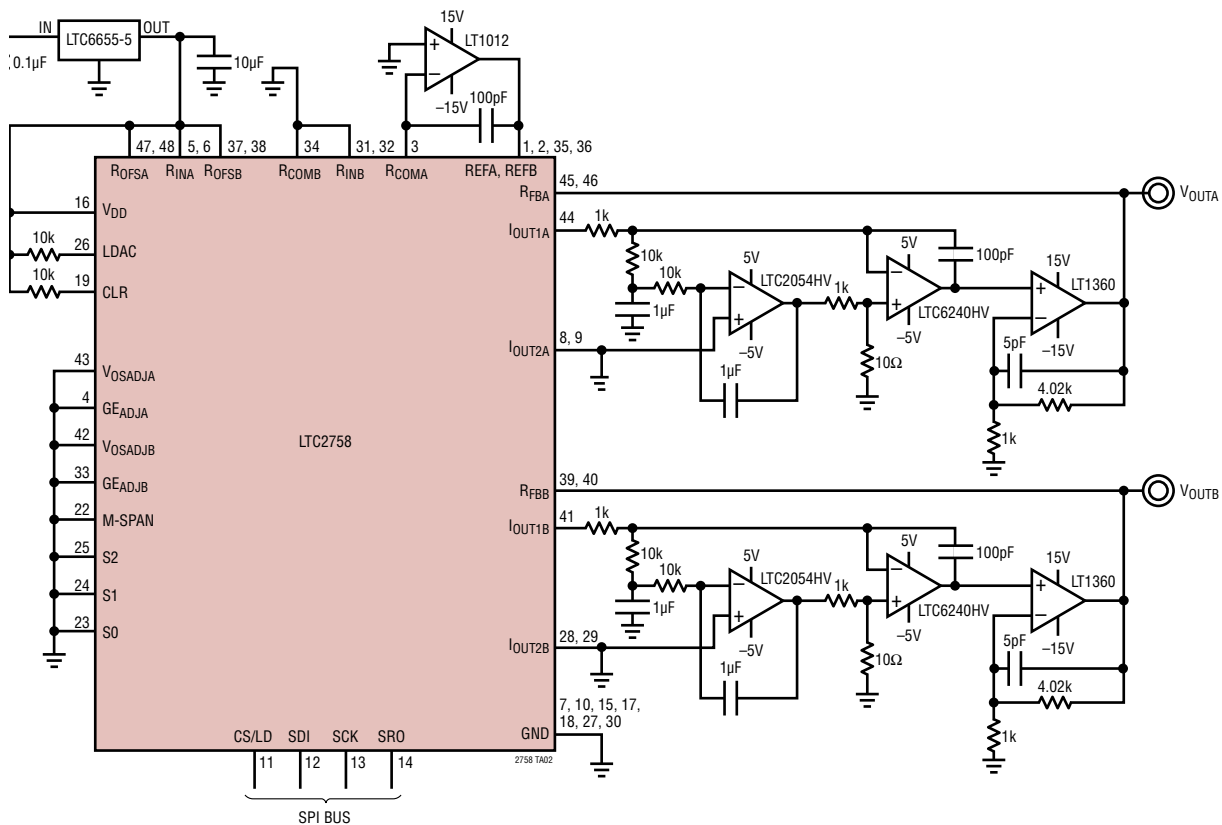 IN
LTC6655-5
OUT
0.1µF
10µF
15V
+
LT1012
−
−15V
100pF
47, 48
5, 6
37, 38
34
31, 32
3
1, 2, 35, 36
ROFSA
RINA
ROFSB
RCOMB
RINB
RCOMA
REFA, REFB
16
VDD
10k
26
LDAC
10k
19
CLR
43
VOSADJA
4
GEADJA
42
VOSADJB
33
GEADJB
22
M-SPAN
25
S2
24
S1
23
S0
LTC2758
RFBA
45, 46
VOUTA
IOUT1A
44
1k
10k
10k
1µF
5V
−
LTC2054HV
+
−5V
1µF
1k
10Ω
5V
−
+
LTC6240HV
−5V
100pF
15V
+
LT1360
−
−15V
5pF
4.02k
1k
IOUT2A
8, 9
RFBB
39, 40
VOUTB
IOUT1B
41
1k
10k
10k
1µF
5V
−
LTC2054HV
+
−5V
1µF
1k
10Ω
5V
−
+
LTC6240HV
−5V
100pF
15V
+
LT1360
−
−15V
5pF
4.02k
1k
IOUT2B
28, 29
7, 10, 15, 17,
18, 27, 30
GND
2758 TA02
CS/LD
SDI
SCK
SRO
11
12
13
14
SPI BUS